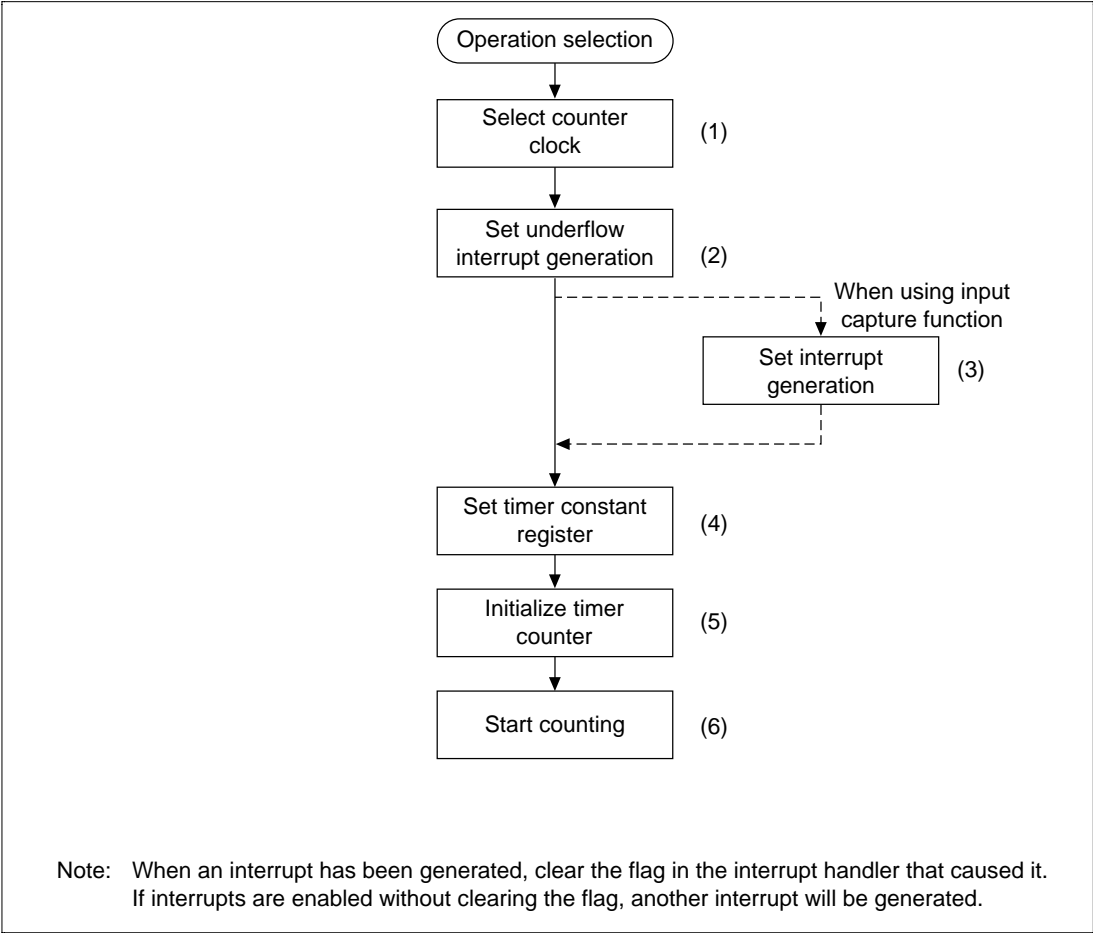 Operation selection
Select counter
clock
(1)
Set underflow
interrupt generation
(2)
When using input
capture function
Set interrupt
generation
(3)
Set timer constant
register
(4)
Initialize timer
counter
(5)
Start counting
(6)
Note: When an interrupt has been generated, clear the flag in the interrupt handler that caused it.
If interrupts are enabled without clearing the flag, another interrupt will be generated.